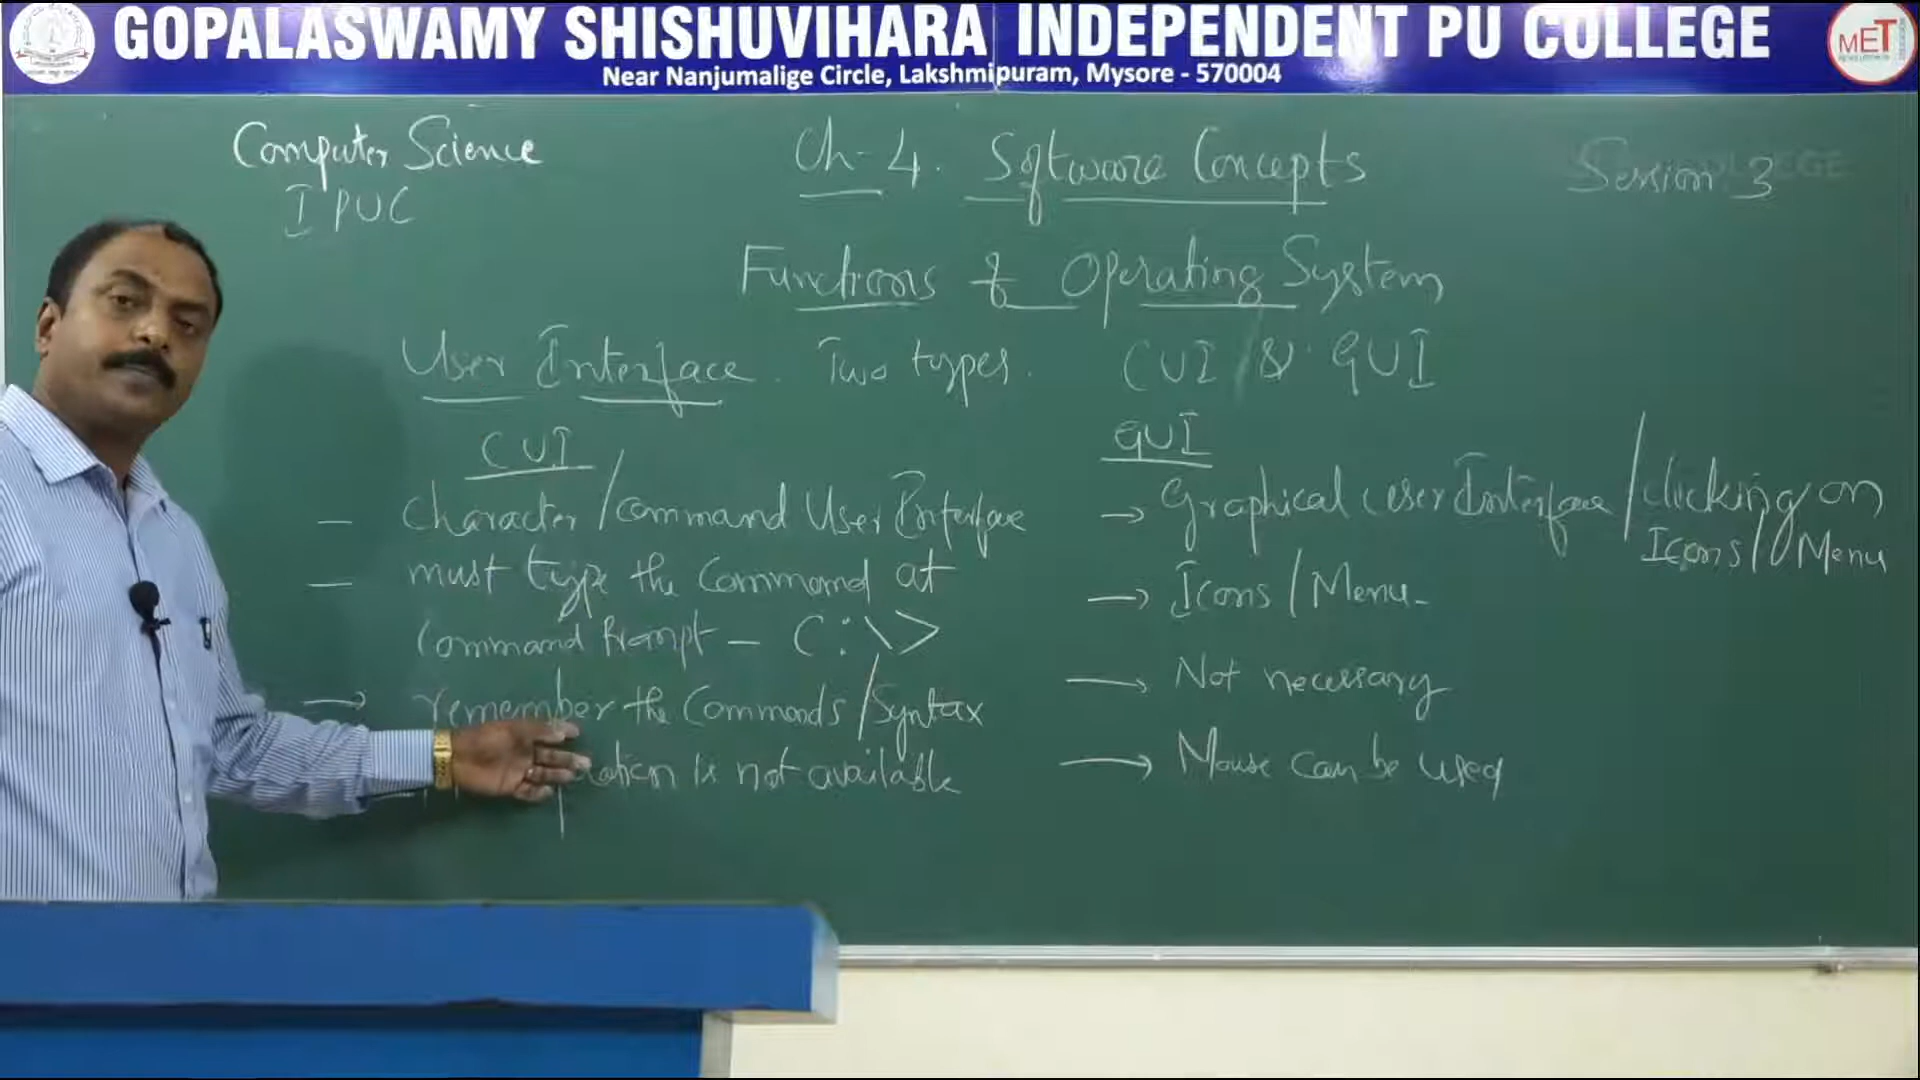 GOPALASWAMY SHISHUVIHARA INDEPENDENT PU COLLEGE
Near Nanjumalige Circle, Lakshmipuram, Mysore - 570004
MET
Computer Science
I PUC
Ch-4. Software Concepts
Session 3
Functions of Operating System
User Interface. Two types. CUI & GUI
CUI
- Character/Command User Interface
- must type the Command at
Command Prompt - C:\>
→ remember the Commands/Syntax
is not available
GUI
→ Graphical User Interface/clicking on
Icons/Menu
→ Icons/Menu-
→ Not necessary
→ Mouse can be used